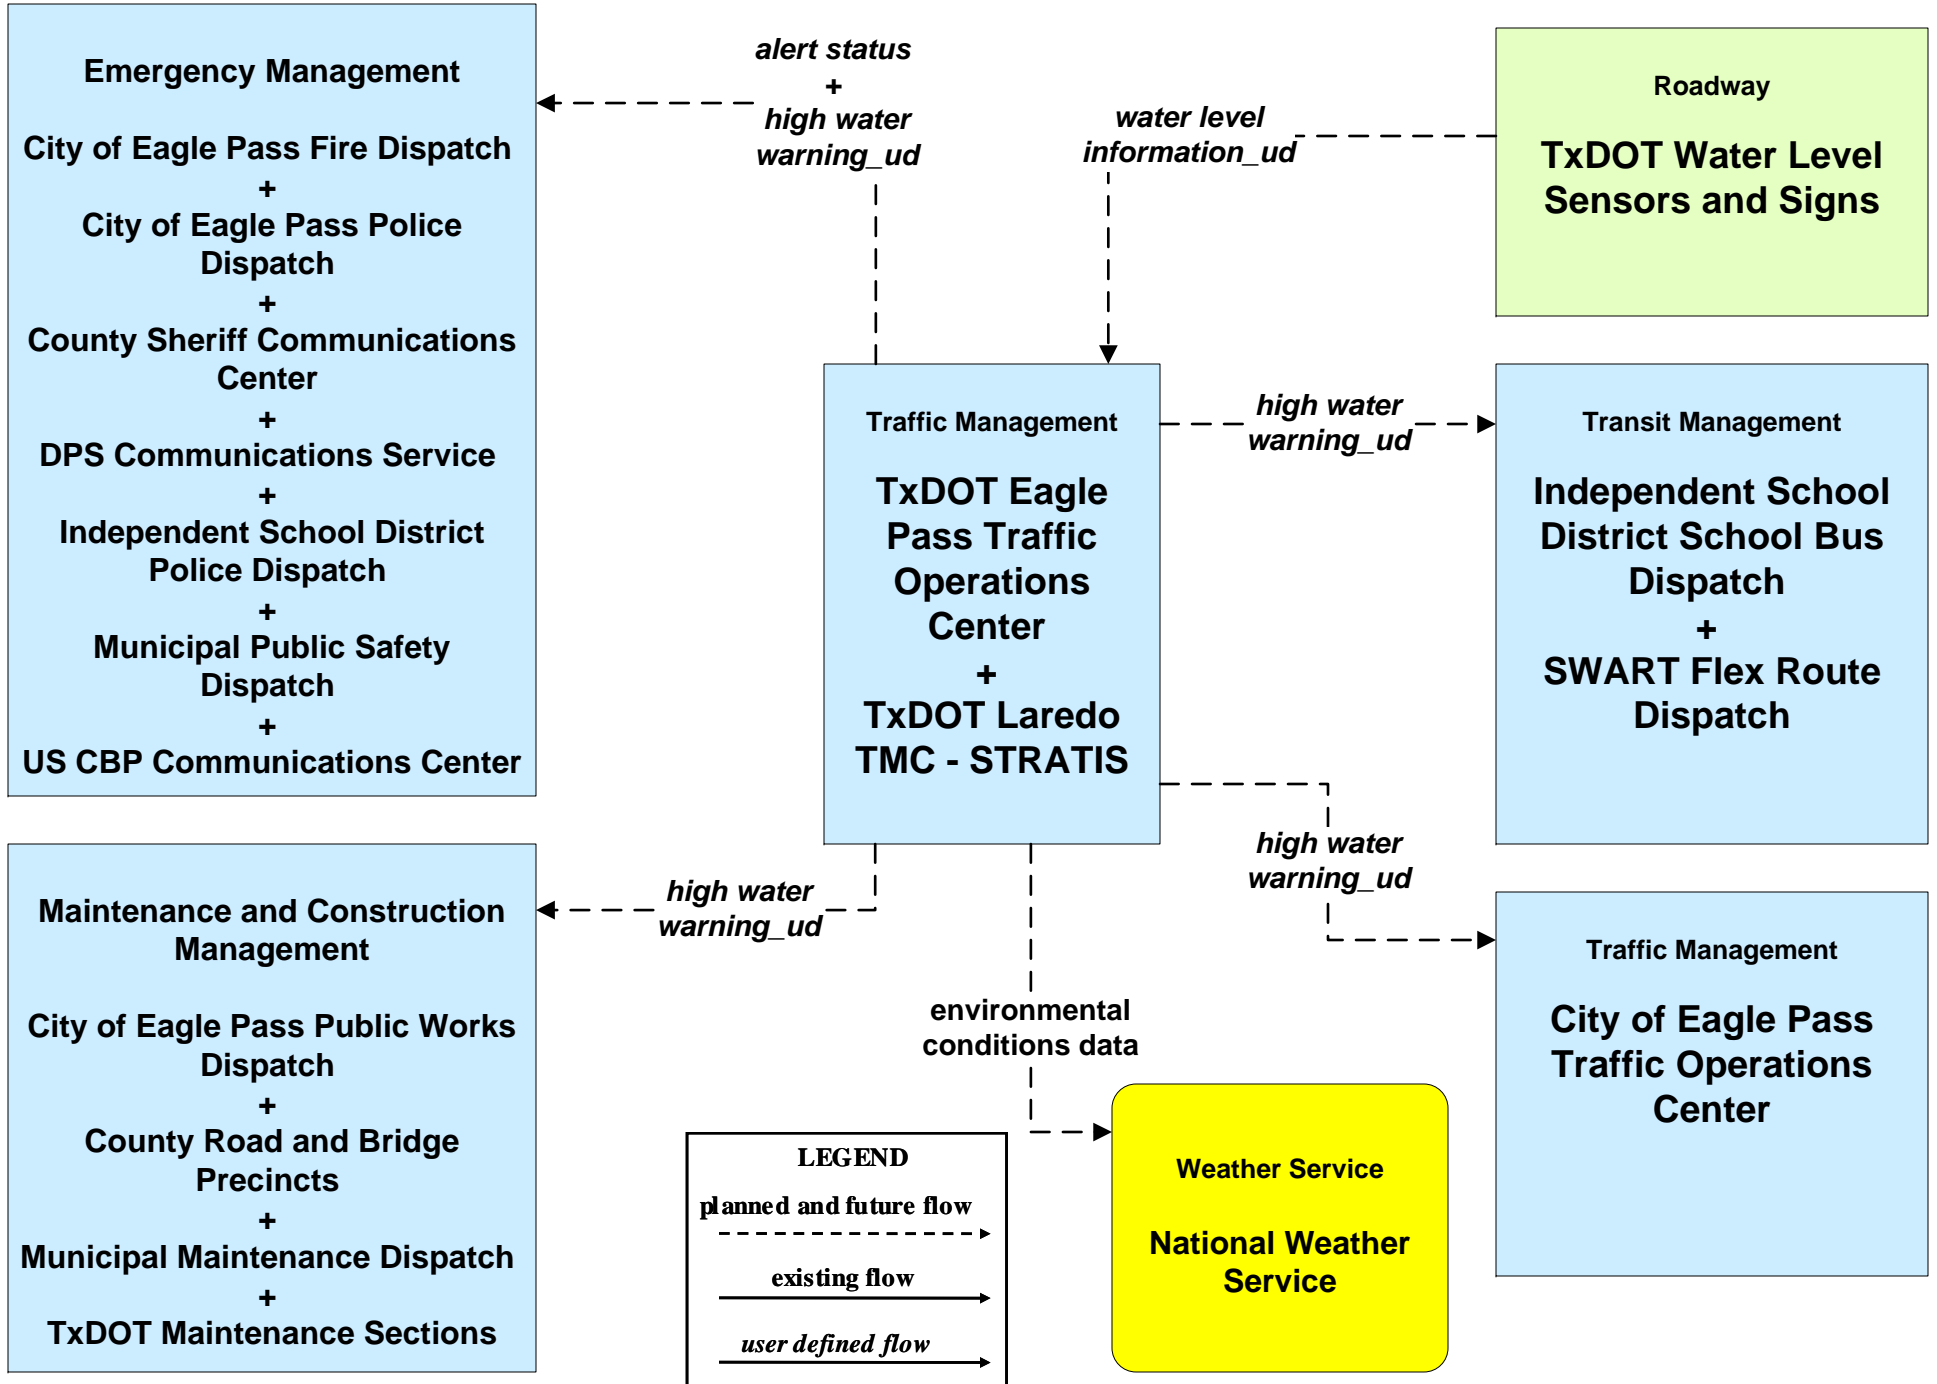 Emergency Management
City of Eagle Pass Fire Dispatch
+
City of Eagle Pass Police
Dispatch
+
County Sheriff Communications
Center
+
DPS Communications Service
+
Independent School District
Police Dispatch
+
Municipal Public Safety
Dispatch
+
US CBP Communications Center
alert status
+
high water
warning_ud
water level
information_ud
Roadway
TxDOT Water Level
Sensors and Signs
Traffic Management
TxDOT Eagle
Pass Traffic
Operations
Center
+
TxDOT Laredo
TMC - STRATIS
high water
warning_ud
Transit Management
Independent School
District School Bus
Dispatch
+
SWART Flex Route
Dispatch
high water
warning_ud
Maintenance and Construction
Management
City of Eagle Pass Public Works
Dispatch
+
County Road and Bridge
Precincts
+
Municipal Maintenance Dispatch
+
TxDOT Maintenance Sections
high water
warning_ud
environmental
conditions data
Traffic Management
City of Eagle Pass
Traffic Operations
Center
LEGEND
planned and future flow
existing flow
user defined flow
Weather Service
National Weather
Service